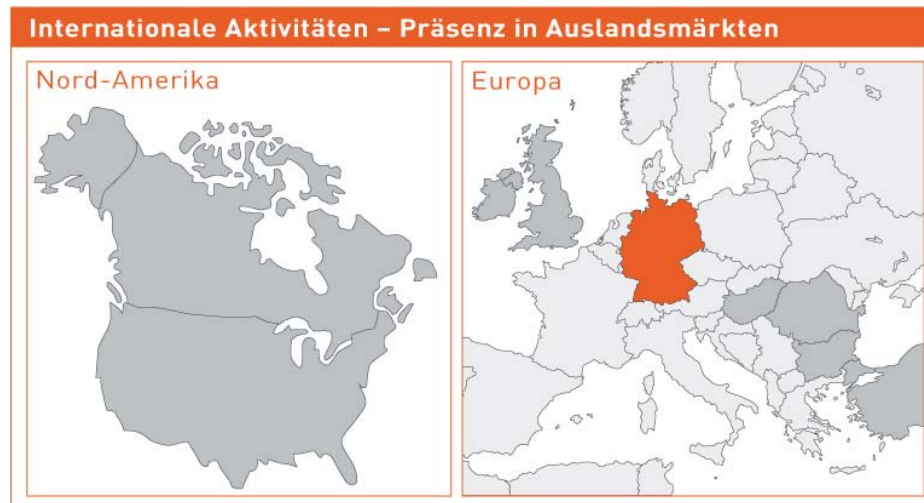 Internationale Aktivitäten – Präsenz in Auslandsmärkten
Nord-Amerika
Europa